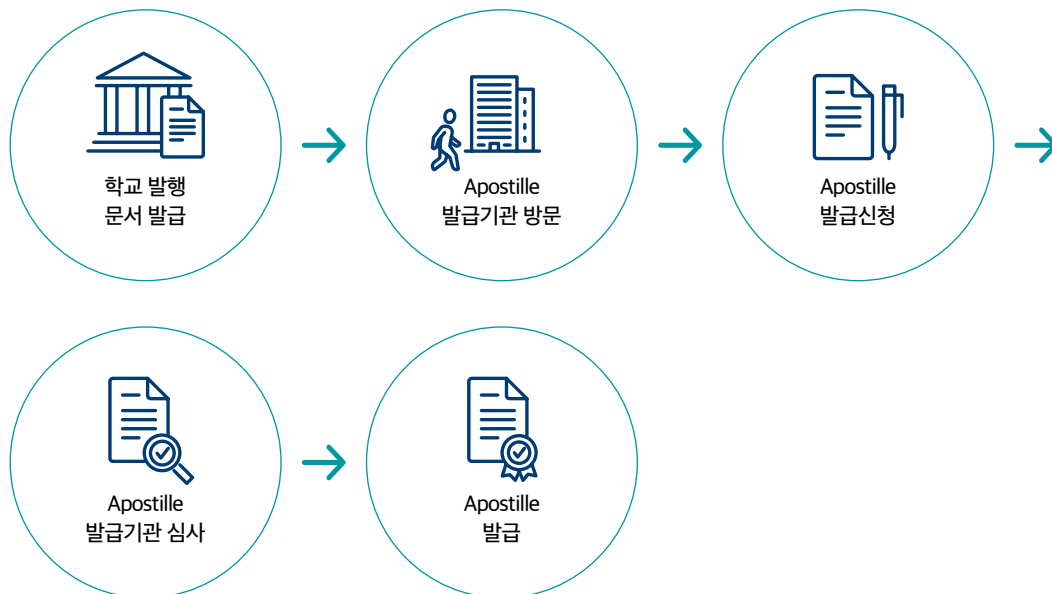 학교 발행
문서 발급
Apostille
발급기관 방문
Apostille
발급신청
Apostille
발급기관 심사
Apostille
발급